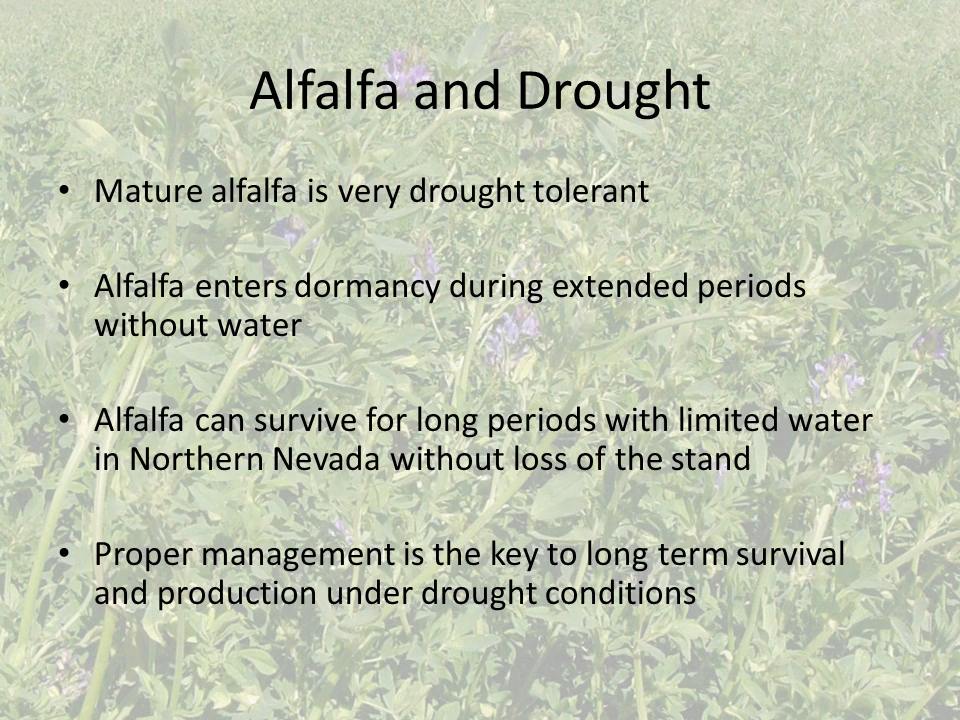 Alfalfa and Drought
• Mature alfalfa is very drought tolerant
• Alfalfa enters dormancy during extended periods
without water
• Alfalfa can survive for long periods with limited water
in Northern Nevada without loss of the stand
• Proper management is the key to long term survival
and production under drought conditions